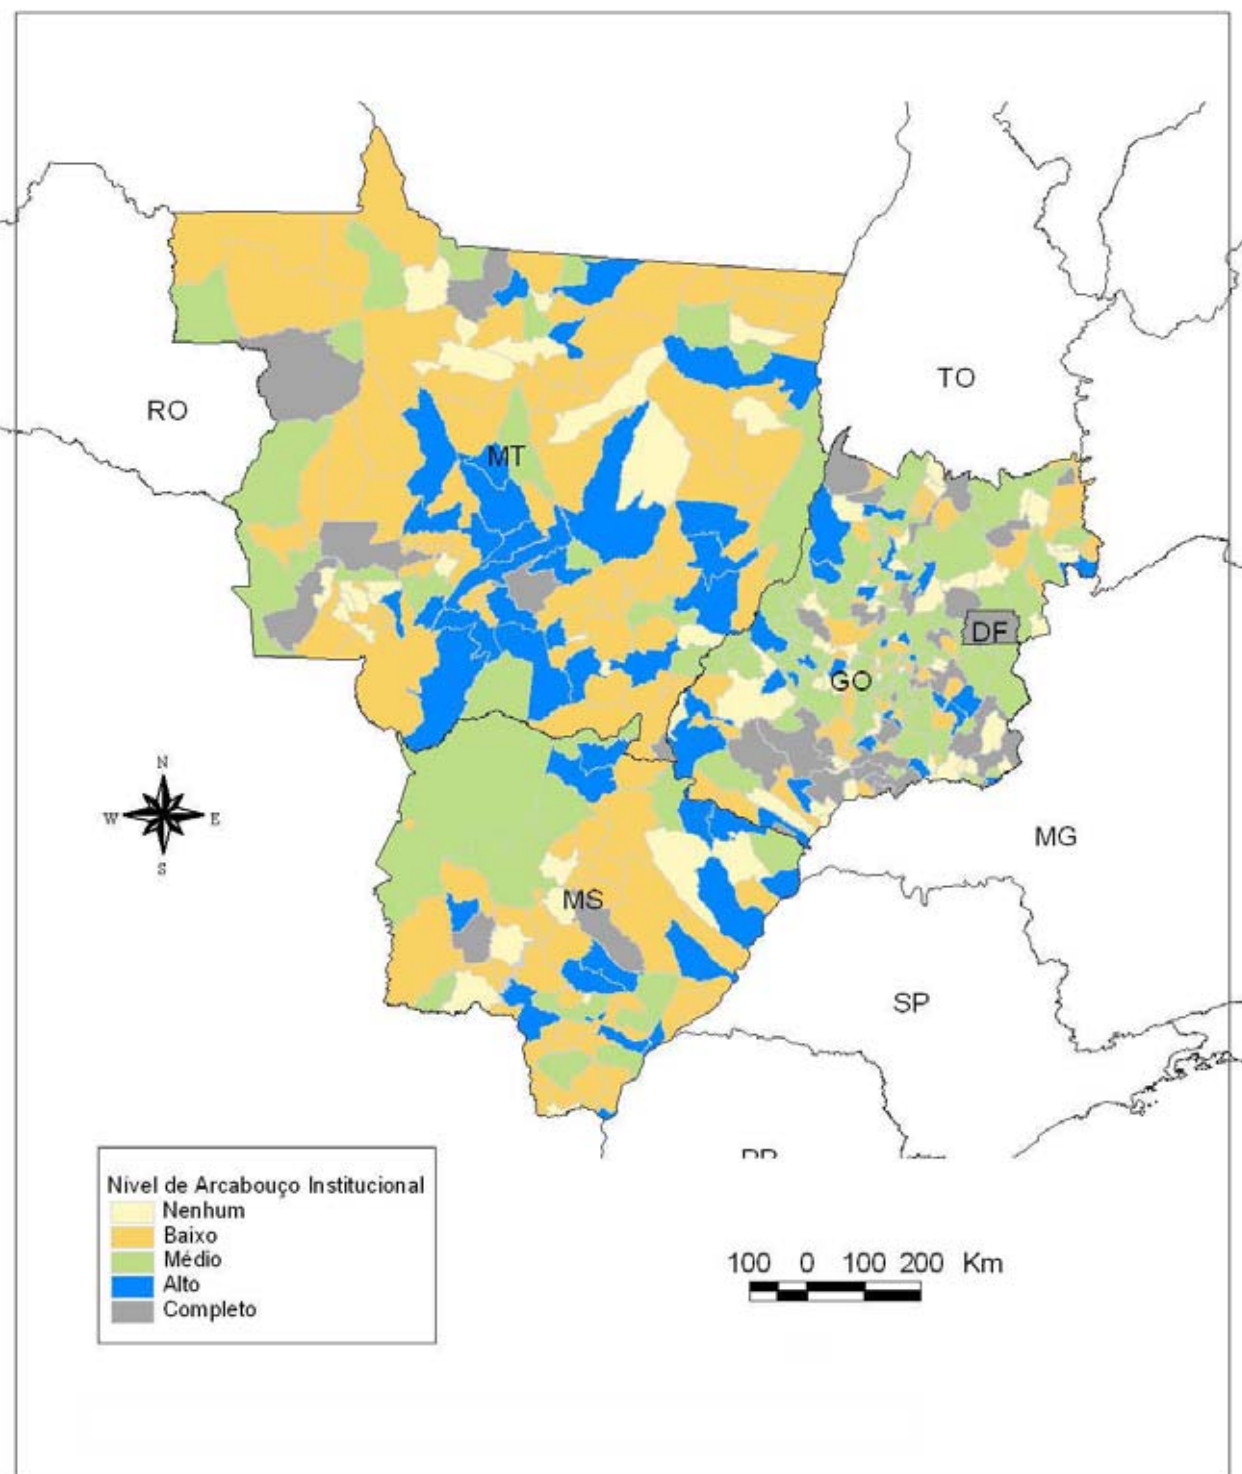 TO
RO
MT
DF
GO
N
W E
S
MG
MS
SP
Nível de Arcabouço Institucional
Nenhum
Baixo
Médio
Alto
Completo
100 0 100 200 Km